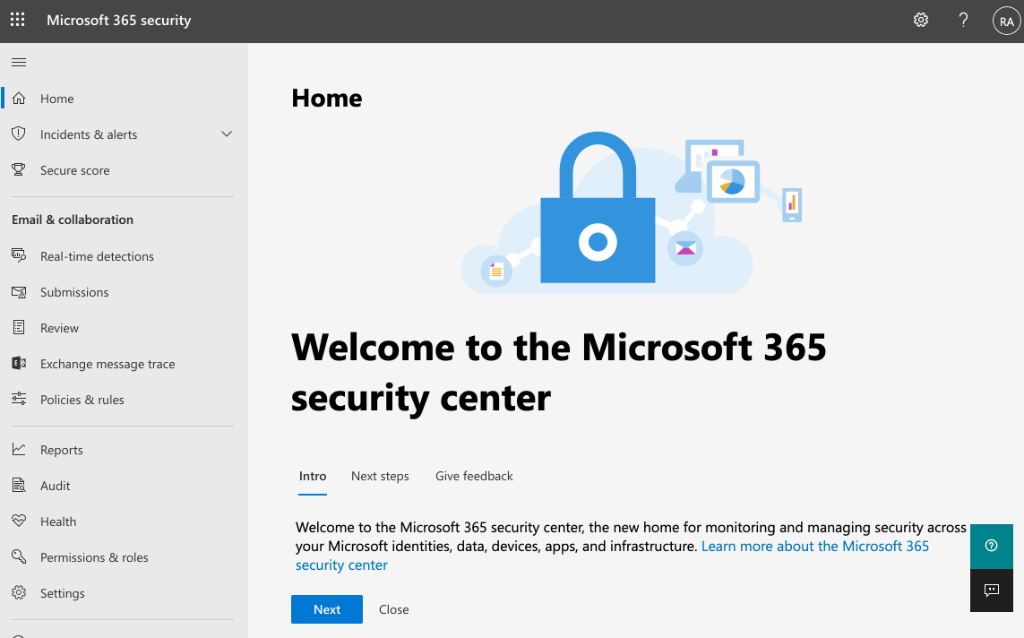 Microsoft 365 security
?
RA
Home
Incidents & alerts
Secure score
Email & collaboration
Real-time detections
Submissions
Review
Exchange message trace
Policies & rules
Reports
Audit
Health
Permissions & roles
Settings
Home
Welcome to the Microsoft 365
security center
Intro Next steps Give feedback
Welcome to the Microsoft 365 security center, the new home for monitoring and managing security across
your Microsoft identities, data, devices, apps, and infrastructure. Learn more about the Microsoft 365
security center
Next Close